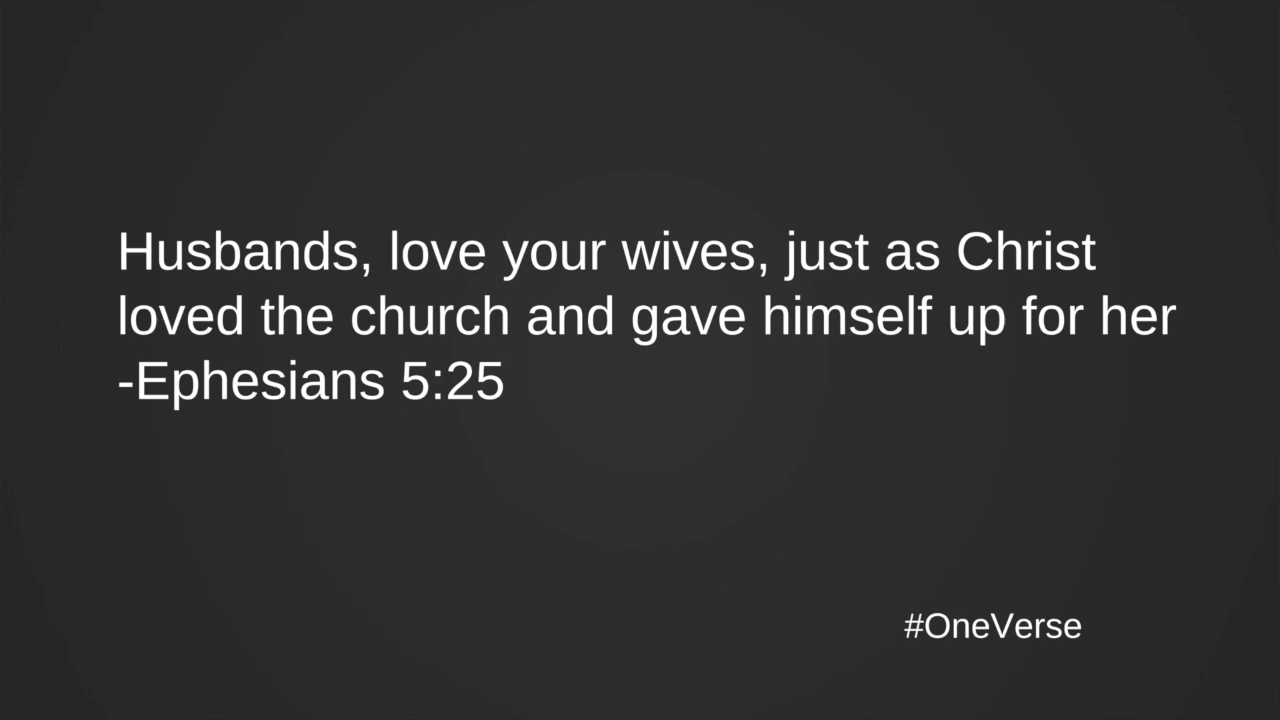 Husbands, love your wives, just as Christ
loved the church and gave himself up for her
-Ephesians 5:25
#OneVerse